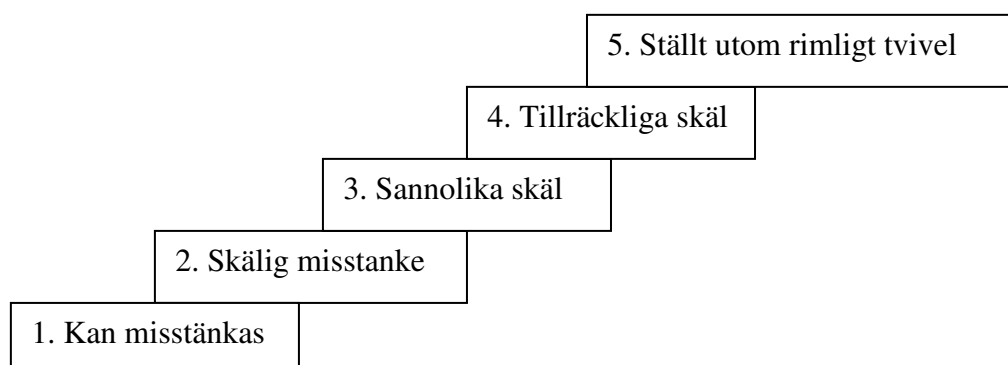 5. Ställt utom rimligt tvivel
4. Tillräckliga skäl
3. Sannolika skäl
2. Skälig misstanke
1. Kan misstänkas